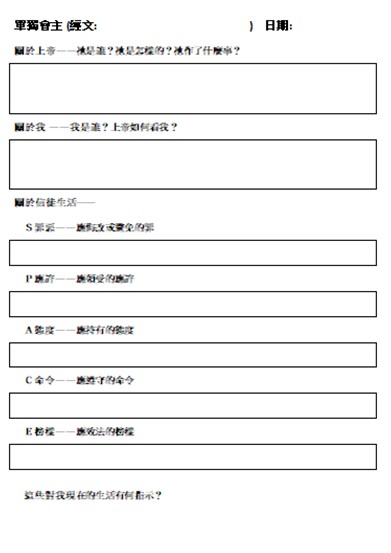 單獨會主 (經文: ) 日期:
關於上帝——祂是誰？祂是怎樣的？祂作了什麼事？
關於我 ——我是誰？上帝如何看我？
關於信徒生活——
S 罪惡——應悔改或避免的罪
P 應許——應領受的應許
A 態度——應持有的態度
C 命令——應遵守的命令
E 榜樣——應效法的榜樣
這些對我現在的生活有何指示？